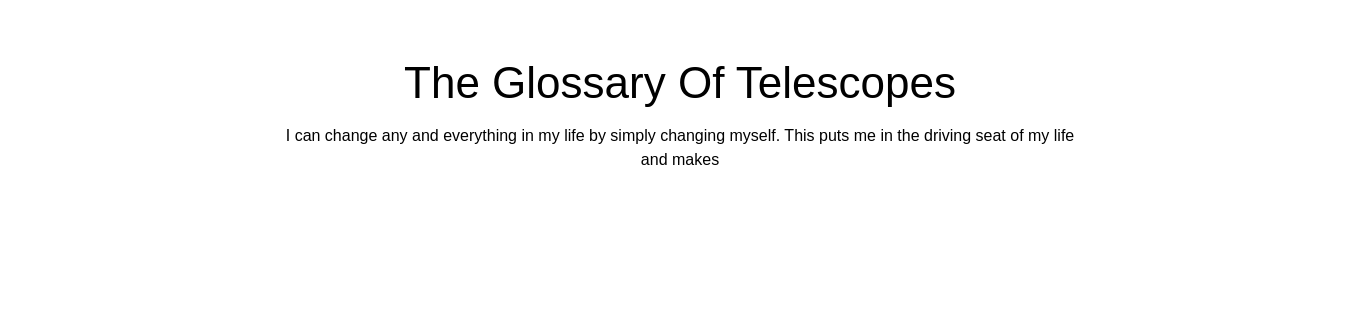 The Glossary Of Telescopes
I can change any and everything in my life by simply changing myself. This puts me in the driving seat of my life
and makes